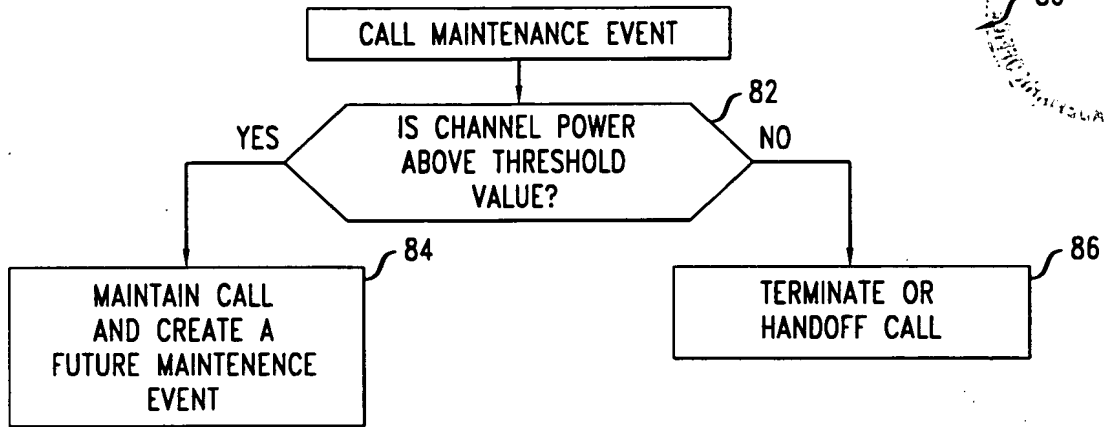 CALL MAINTENANCE EVENT
82
YES
IS CHANNEL POWER
ABOVE THRESHOLD
VALUE?
NO
84
MAINTAIN CALL
AND CREATE A
FUTURE MAINTENENCE
EVENT
86
TERMINATE OR
HANDOFF CALL